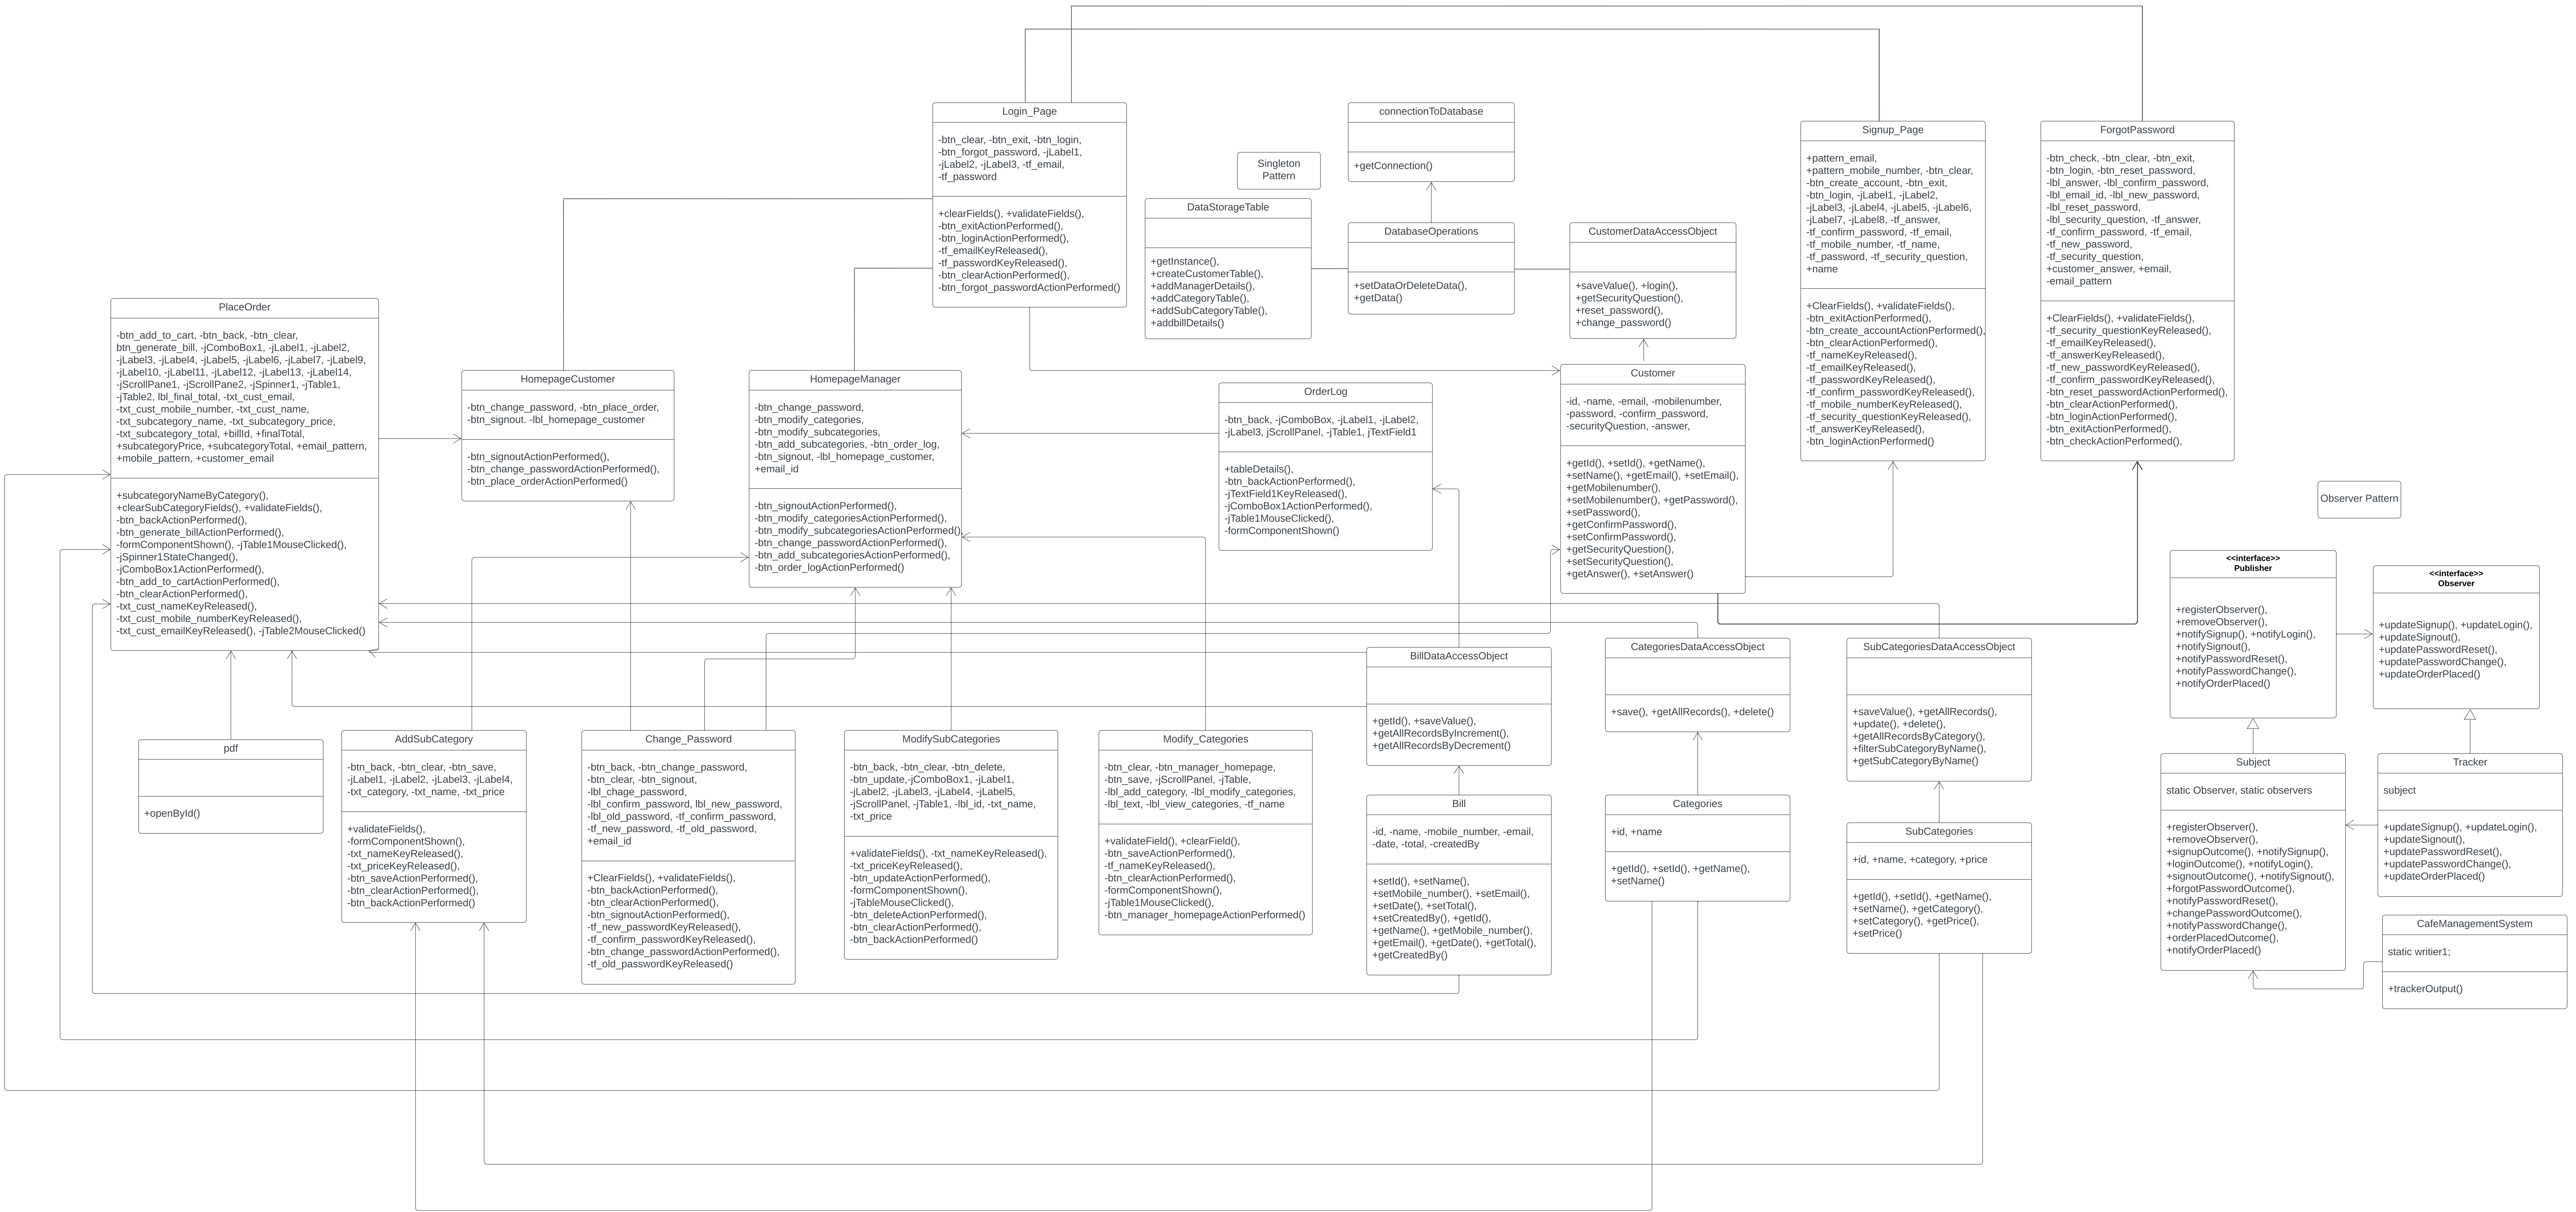 Login_Page
-btn_clear, -btn_exit, -btn_login,
-btn_forgot_password, -jLabel1,
-jLabel2, -jLabel3, -tf_email,
-tf_password
+clearFields(), +validateFields(),
-btn_exitActionPerformed(),
-btn_loginActionPerformed(),
-tf_emailKeyReleased(),
-tf_passwordKeyReleased(),
-btn_clearActionPerformed(),
-btn_forgot_passwordActionPerformed()
connectionToDatabase
+getConnection()
Singleton
Pattern
DataStorageTable
+getInstance(),
+createCustomerTable(),
+addManagerDetails(),
+addCategoryTable(),
+addSubCategoryTable(),
+addbillDetails()
DatabaseOperations
+setDataOrDeleteData(),
+getData()
CustomerDataAccessObject
+saveValue(), +login(),
+getSecurityQuestion(),
+reset_password(),
+change_password()
Signup_Page
+pattern_email,
+pattern_mobile_number, -btn_clear,
-btn_create_account, -btn_exit,
-btn_login, -jLabel1, -jLabel2,
-jLabel3, -jLabel4, -jLabel5, -jLabel6,
-jLabel7, -jLabel8, -tf_answer,
-tf_confirm_password, -tf_email,
-tf_mobile_number, -tf_name,
-tf_password, -tf_security_question,
+name
+ClearFields(), +validateFields(),
-btn_exitActionPerformed(),
-btn_create_accountActionPerformed(),
-btn_clearActionPerformed(),
-tf_nameKeyReleased(),
-tf_emailKeyReleased(),
-tf_passwordKeyReleased(),
-tf_confirm_passwordKeyReleased(),
-tf_mobile_numberKeyReleased(),
-tf_security_questionKeyReleased(),
-tf_answerKeyReleased(),
-btn_loginActionPerformed()
ForgotPassword
-btn_check, -btn_clear, -btn_exit,
-btn_login, -btn_reset_password,
-lbl_answer, -lbl_confirm_password,
-lbl_email_id, -lbl_new_password,
-lbl_reset_password,
-lbl_security_question, -tf_answer,
-tf_confirm_password, -tf_email,
-tf_new_password,
-tf_security_question,
+customer_answer, +email,
-email_pattern
+ClearFields(), +validateFields(),
-tf_security_questionKeyReleased(),
-tf_emailKeyReleased(),
-tf_answerKeyReleased(),
-tf_new_passwordKeyReleased(),
-tf_confirm_passwordKeyReleased(),
-btn_reset_passwordActionPerformed(),
-btn_clearActionPerformed(),
-btn_loginActionPerformed(),
-btn_exitActionPerformed(),
-btn_checkActionPerformed(),
PlaceOrder
-btn_add_to_cart, -btn_back, -btn_clear,
btn_generate_bill, -jComboBox1, -jLabel1, -jLabel2,
-jLabel3, -jLabel4, -jLabel5, -jLabel6, -jLabel7, -jLabel9,
-jLabel10, -jLabel11, -jLabel12, -jLabel13, -jLabel14,
-jScrollPane1, -jScrollPane2, -jSpinner1, -jTable1,
-jTable2, lbl_final_total, -txt_cust_email,
-txt_cust_mobile_number, -txt_cust_name,
-txt_subcategory_name, -txt_subcategory_price,
-txt_subcategory_total, +billId, +finalTotal,
+subcategoryPrice, +subcategoryTotal, +email_pattern,
+mobile_pattern, +customer_email
+subcategoryNameByCategory(),
+clearSubCategoryFields(), +validateFields(),
-btn_backActionPerformed(),
-btn_generate_billActionPerformed(),
-formComponentShown(), -jTable1MouseClicked(),
-jSpinner1StateChanged(),
-jComboBox1ActionPerformed(),
-btn_add_to_cartActionPerformed(),
-btn_clearActionPerformed(),
-txt_cust_nameKeyReleased(),
-txt_cust_mobile_numberKeyReleased(),
-txt_cust_emailKeyReleased(), -jTable2MouseClicked()
HomepageCustomer
-btn_change_password, -btn_place_order,
-btn_signout. -lbl_homepage_customer
-btn_signoutActionPerformed(),
-btn_change_passwordActionPerformed(),
-btn_place_orderActionPerformed()
HomepageManager
-btn_change_password,
-btn_modify_categories,
-btn_modify_subcategories,
-btn_add_subcategories, -btn_order_log,
-btn_signout, -lbl_homepage_customer,
+email_id
-btn_signoutActionPerformed(),
-btn_modify_categoriesActionPerformed(),
-btn_modify_subcategoriesActionPerformed(),
-btn_change_passwordActionPerformed(),
-btn_add_subcategoriesActionPerformed(),
-btn_order_logActionPerformed()
OrderLog
-btn_back, -jComboBox, -jLabel1, -jLabel2,
-jLabel3, jScrollPanel, -jTable1, jTextField1
+tableDetails(),
-btn_backActionPerformed(),
-jTextField1KeyReleased(),
-jComboBox1ActionPerformed(),
-jTable1MouseClicked(),
-formComponentShown()
Customer
-id, -name, -email, -mobilenumber,
-password, -confirm_password,
-securityQuestion, -answer,
+getId(), +setId(), +getName(),
+setName(), +getEmail(), +setEmail(),
+getMobilenumber(),
+setMobilenumber(), +getPassword(),
+setPassword(),
+getConfirmPassword(),
+setConfirmPassword(),
+getSecurityQuestion(),
+setSecurityQuestion(),
+getAnswer(), +setAnswer()
Observer Pattern
<<interface>>
Publisher
+registerObserver(),
+removeObserver(),
+notifySignup(), +notifyLogin(),
+notifySignout(),
+notifyPasswordReset(),
+notifyPasswordChange(),
+notifyOrderPlaced()
<<interface>>
Observer
+updateSignup(), +updateLogin(),
+updateSignout(),
+updatePasswordReset(),
+updatePasswordChange(),
+updateOrderPlaced()
pdf
+openById()
AddSubCategory
-btn_back, -btn_clear, -btn_save,
-jLabel1, -jLabel2, -jLabel3, -jLabel4,
-txt_category, -txt_name, -txt_price
+validateFields(),
-formComponentShown(),
-txt_nameKeyReleased(),
-txt_priceKeyReleased(),
-btn_saveActionPerformed(),
-btn_clearActionPerformed(),
-btn_backActionPerformed()
Change_Password
-btn_back, -btn_change_password,
-btn_clear, -btn_signout,
-lbl_chage_password,
-lbl_confirm_password, lbl_new_password,
-lbl_old_password, -tf_confirm_password,
-tf_new_password, -tf_old_password,
+email_id
+ClearFields(), +validateFields(),
-btn_backActionPerformed(),
-btn_clearActionPerformed(),
-btn_signoutActionPerformed(),
-tf_new_passwordKeyReleased(),
-tf_confirm_passwordKeyReleased(),
-btn_change_passwordActionPerformed(),
-tf_old_passwordKeyReleased()
ModifySubCategories
-btn_back, -btn_clear, -btn_delete,
-btn_update,-jComboBox1, -jLabel1,
-jLabel2, -jLabel3, -jLabel4, -jLabel5,
-jScrollPanel, -jTable1, -lbl_id, -txt_name,
-txt_price
+validateFields(), -txt_nameKeyReleased(),
-txt_priceKeyReleased(),
-btn_updateActionPerformed(),
-formComponentShown(),
-jTableMouseClicked(),
-btn_deleteActionPerformed(),
-btn_clearActionPerformed(),
-btn_backActionPerformed()
Modify_Categories
-btn_clear, -btn_manager_homepage,
-btn_save, -jScrollPanel, -jTable,
-lbl_add_category, -lbl_modify_categories,
-lbl_text, -lbl_view_categories, -tf_name
+validateField(), +clearField(),
-btn_saveActionPerformed(),
-tf_nameKeyReleased(),
-btn_clearActionPerformed(),
-formComponentShown(),
-jTable1MouseClicked(),
-btn_manager_homepageActionPerformed()
BillDataAccessObject
+getId(), +saveValue(),
+getAllRecordsByIncrement(),
+getAllRecordsByDecrement()
Bill
-id, -name, -mobile_number, -email,
-date, -total, -createdBy
+setId(), +setName(),
+setMobile_number(), +setEmail(),
+setDate(), +setTotal(),
+setCreatedBy(), +getId(),
+getName(), +getMobile_number(),
+getEmail(), +getDate(), +getTotal(),
+getCreatedBy()
CategoriesDataAccessObject
+save(), +getAllRecords(), +delete()
Categories
+id, +name
+getId(), +setId(), +getName(),
+setName()
SubCategoriesDataAccessObject
+saveValue(), +getAllRecords(),
+update(), +delete(),
+getAllRecordsByCategory(),
+filterSubCategoryByName(),
+getSubCategoryByName()
SubCategories
+id, +name, +category, +price
+getId(), +setId(), +getName(),
+setName(), +getCategory(),
+setCategory(), +getPrice(),
+setPrice()
Subject
static Observer, static observers
+registerObserver(),
+removeObserver(),
+signupOutcome(), +notifySignup(),
+loginOutcome(), +notifyLogin(),
+signoutOutcome(), +notifySignout(),
+forgotPasswordOutcome(),
+notifyPasswordReset(),
+changePasswordOutcome(),
+notifyPasswordChange(),
+orderPlacedOutcome(),
+notifyOrderPlaced()
Tracker
subject
+updateSignup(), +updateLogin(),
+updateSignout(),
+updatePasswordReset(),
+updatePasswordChange(),
+updateOrderPlaced()
CafeManagementSystem
static writier1;
+trackerOutput()